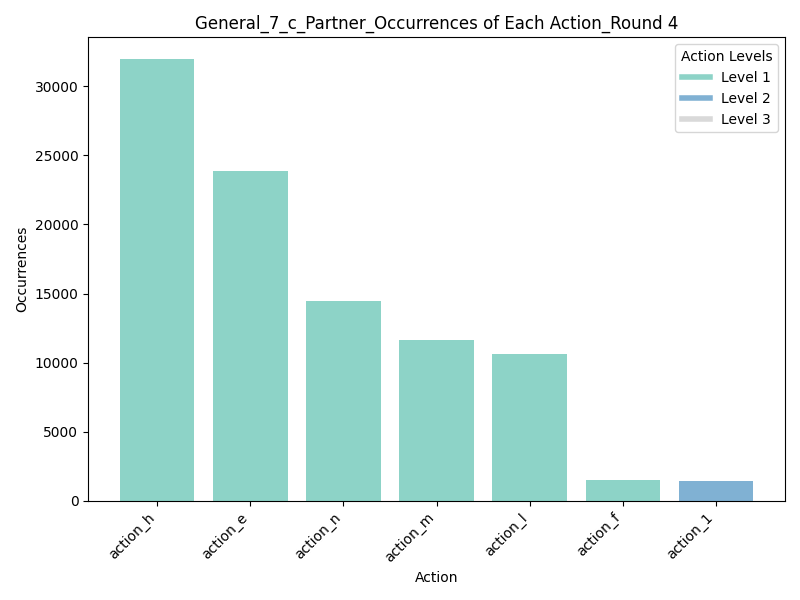 General_7_c_Partner_Occurrences of Each Action_Round 4
Action Levels
Level 1
Level 2
Level 3
Occurrences
30000
25000
20000
15000
10000
5000
0
action_h
action_e
action_n
action_m
action_l
action_f
action_1
Action